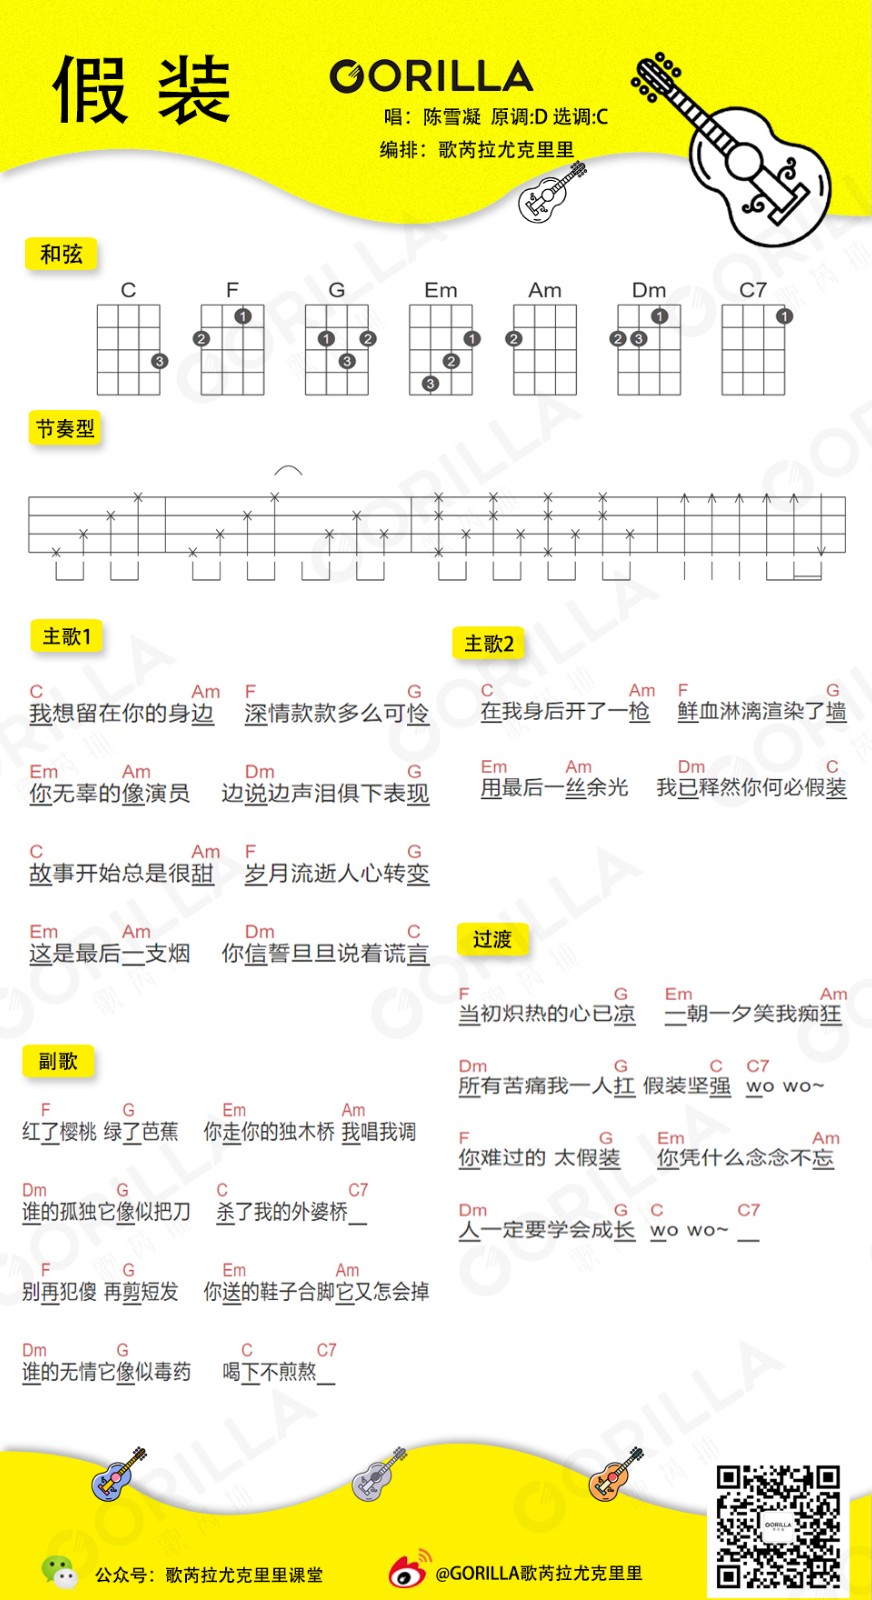 假 装
GORILLA
唱：陈雪凝 原调:D 选调:C
编排：歌芮拉尤克里里
和弦
C F G Em Am Dm C7
节奏型
主歌1
C Am F G
我想留在你的身边 深情款款多么可怜
Em Am Dm G
你无辜的像演员 边说边声泪俱下表现
C Am F G
故事开始总是很甜 岁月流逝人心转变
Em Am Dm C
这是最后一支烟 你信誓旦旦说着谎言
主歌2
C Am F G
在我身后开了一枪 鲜血淋漓渲染了墙
Em Am Dm C
用最后一丝余光 我已释然你何必假装
副歌
F G Em Am
红了樱桃 绿了芭蕉 你走你的独木桥 我唱我调
Dm G C C7
谁的孤独它像似把刀 杀了我的外婆桥
F G Em Am
别再犯傻 再剪短发 你送的鞋子合脚它又怎会掉
Dm G C C7
谁的无情它像似毒药 喝下不煎熬
过渡
F G Em Am
当初炽热的心已凉 一朝一夕笑我痴狂
Dm G C C7
所有苦痛我一人扛 假装坚强 wo wo~
F G Em Am
你难过的 太假装 你凭什么念念不忘
Dm G C C7
人一定要学会成长 wo wo~
公众号：歌芮拉尤克里里课堂
@GORILLA歌芮拉尤克里里
GORILLA